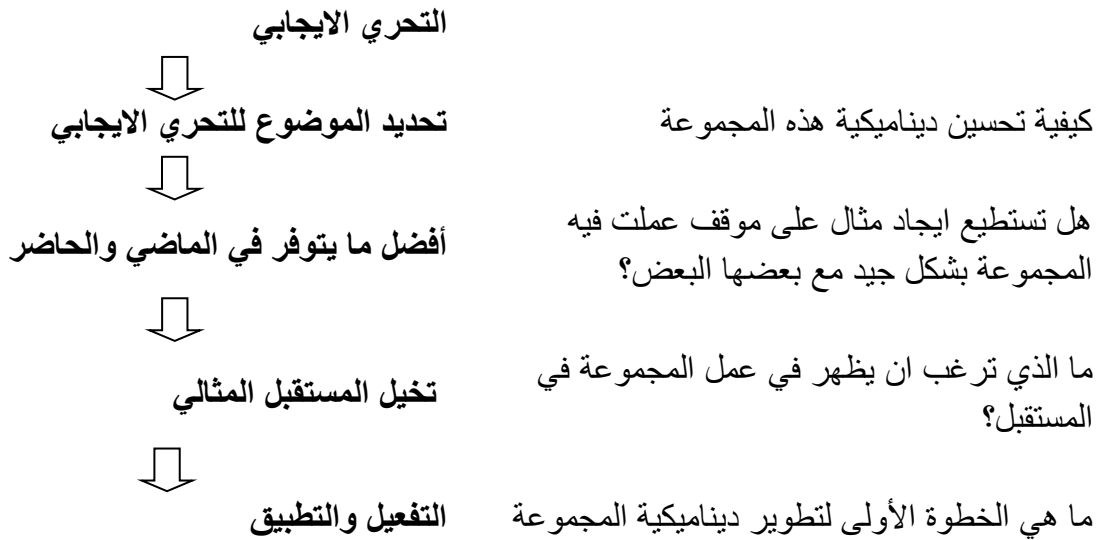 التحري الايجابي
كيفية تحسين ديناميكية هذه المجموعة
تحديد الموضوع للتحري الايجابي
هل تستطيع ايجاد مثال على موقف عملت فيه
المجموعة بشكل جيد مع بعضها البعض؟
أفضل ما يتوفر في الماضي والحاضر
ما الذي ترغب ان يظهر في عمل المجموعة في
المستقبل؟
تخيل المستقبل المثالي
ما هي الخطوة الأولى لتطوير ديناميكية المجموعة
التفعيل والتطبيق